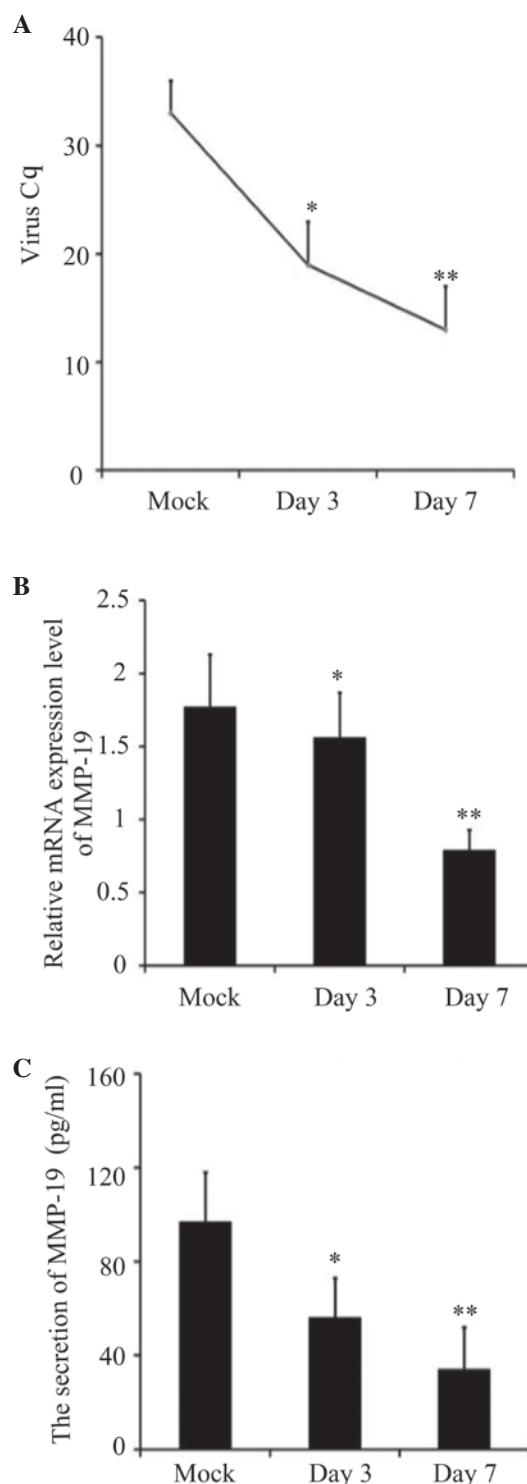 A
40
30
20
10
0
Virus Cq
*
**
Mock Day 3 Day 7
B
2.5
2
1.5
1
0.5
0
Relative mRNA expression level
of MMP-19
*
**
Mock Day 3 Day 7
C
160
120
80
40
0
The secretion of MMP-19 (pg/ml)
*
**
Mock Day 3 Day 7